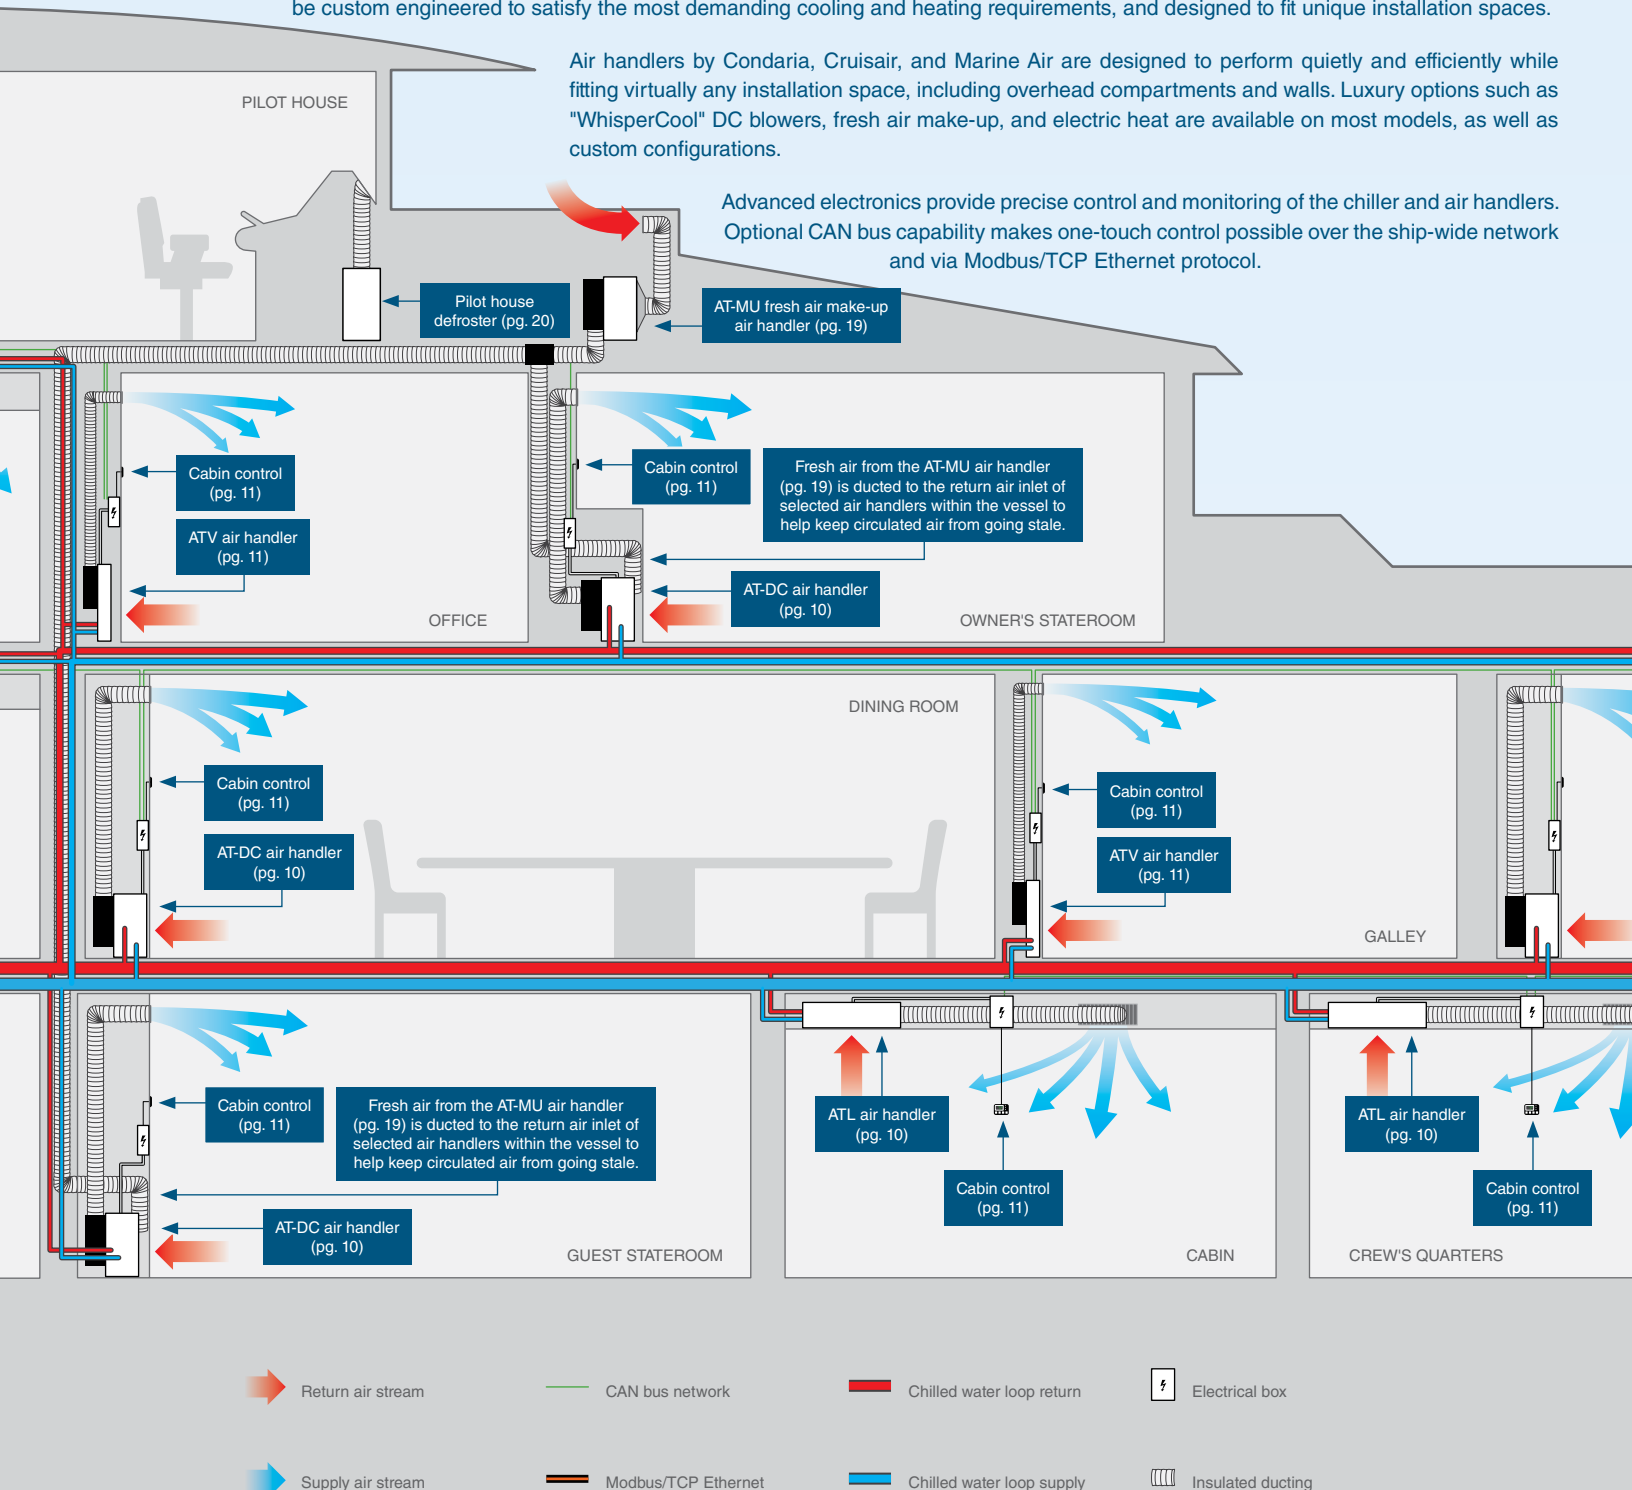 be custom engineered to satisfy the most demanding cooling and heating requirements, and designed to fit unique installation spaces.
Air handlers by Condaria, Cruisair, and Marine Air are designed to perform quietly and efficiently while
fitting virtually any installation space, including overhead compartments and walls. Luxury options such as
"WhisperCool" DC blowers, fresh air make-up, and electric heat are available on most models, as well as
custom configurations.
Advanced electronics provide precise control and monitoring of the chiller and air handlers.
Optional CAN bus capability makes one-touch control possible over the ship-wide network
and via Modbus/TCP Ethernet protocol.
PILOT HOUSE
Pilot house
defroster (pg. 20)
AT-MU fresh air make-up
air handler (pg. 19)
Cabin control
(pg. 11)
ATV air handler
(pg. 11)
OFFICE
Cabin control
(pg. 11)
Fresh air from the AT-MU air handler
(pg. 19) is ducted to the return air inlet of
selected air handlers within the vessel to
help keep circulated air from going stale.
AT-DC air handler
(pg. 10)
OWNER'S STATEROOM
DINING ROOM
Cabin control
(pg. 11)
AT-DC air handler
(pg. 10)
Cabin control
(pg. 11)
ATV air handler
(pg. 11)
GALLEY
Cabin control
(pg. 11)
Fresh air from the AT-MU air handler
(pg. 19) is ducted to the return air inlet of
selected air handlers within the vessel to
help keep circulated air from going stale.
AT-DC air handler
(pg. 10)
GUEST STATEROOM
ATL air handler
(pg. 10)
Cabin control
(pg. 11)
CABIN
ATL air handler
(pg. 10)
Cabin control
(pg. 11)
CREW'S QUARTERS
Return air stream
CAN bus network
Chilled water loop return
Electrical box
Supply air stream
Modbus/TCP Ethernet
Chilled water loop supply
Insulated ducting